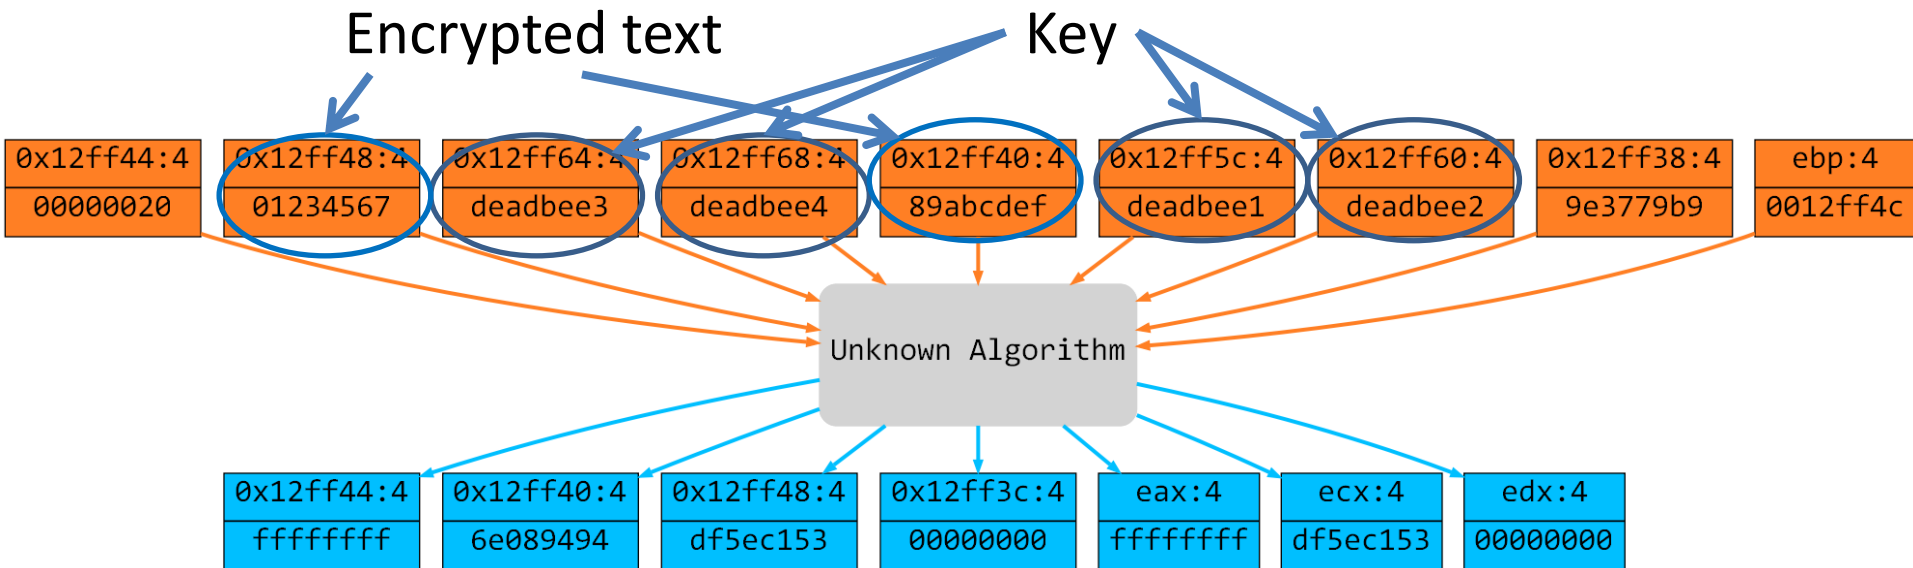 Encrypted text Key
0x12ff44:4 0x12ff48:4 0x12ff64:4 0x12ff68:4 0x12ff40:4 0x12ff5c:4 0x12ff60:4 0x12ff38:4 ebp:4
00000020 01234567 deadbee3 deadbee4 89abcdef deadbee1 deadbee2 9e3779b9 0012ff4c
Unknown Algorithm
0x12ff44:4 0x12ff40:4 0x12ff48:4 0x12ff3c:4 eax:4 ecx:4 edx:4
ffffffff 6e089494 df5ec153 00000000 ffffffff df5ec153 00000000